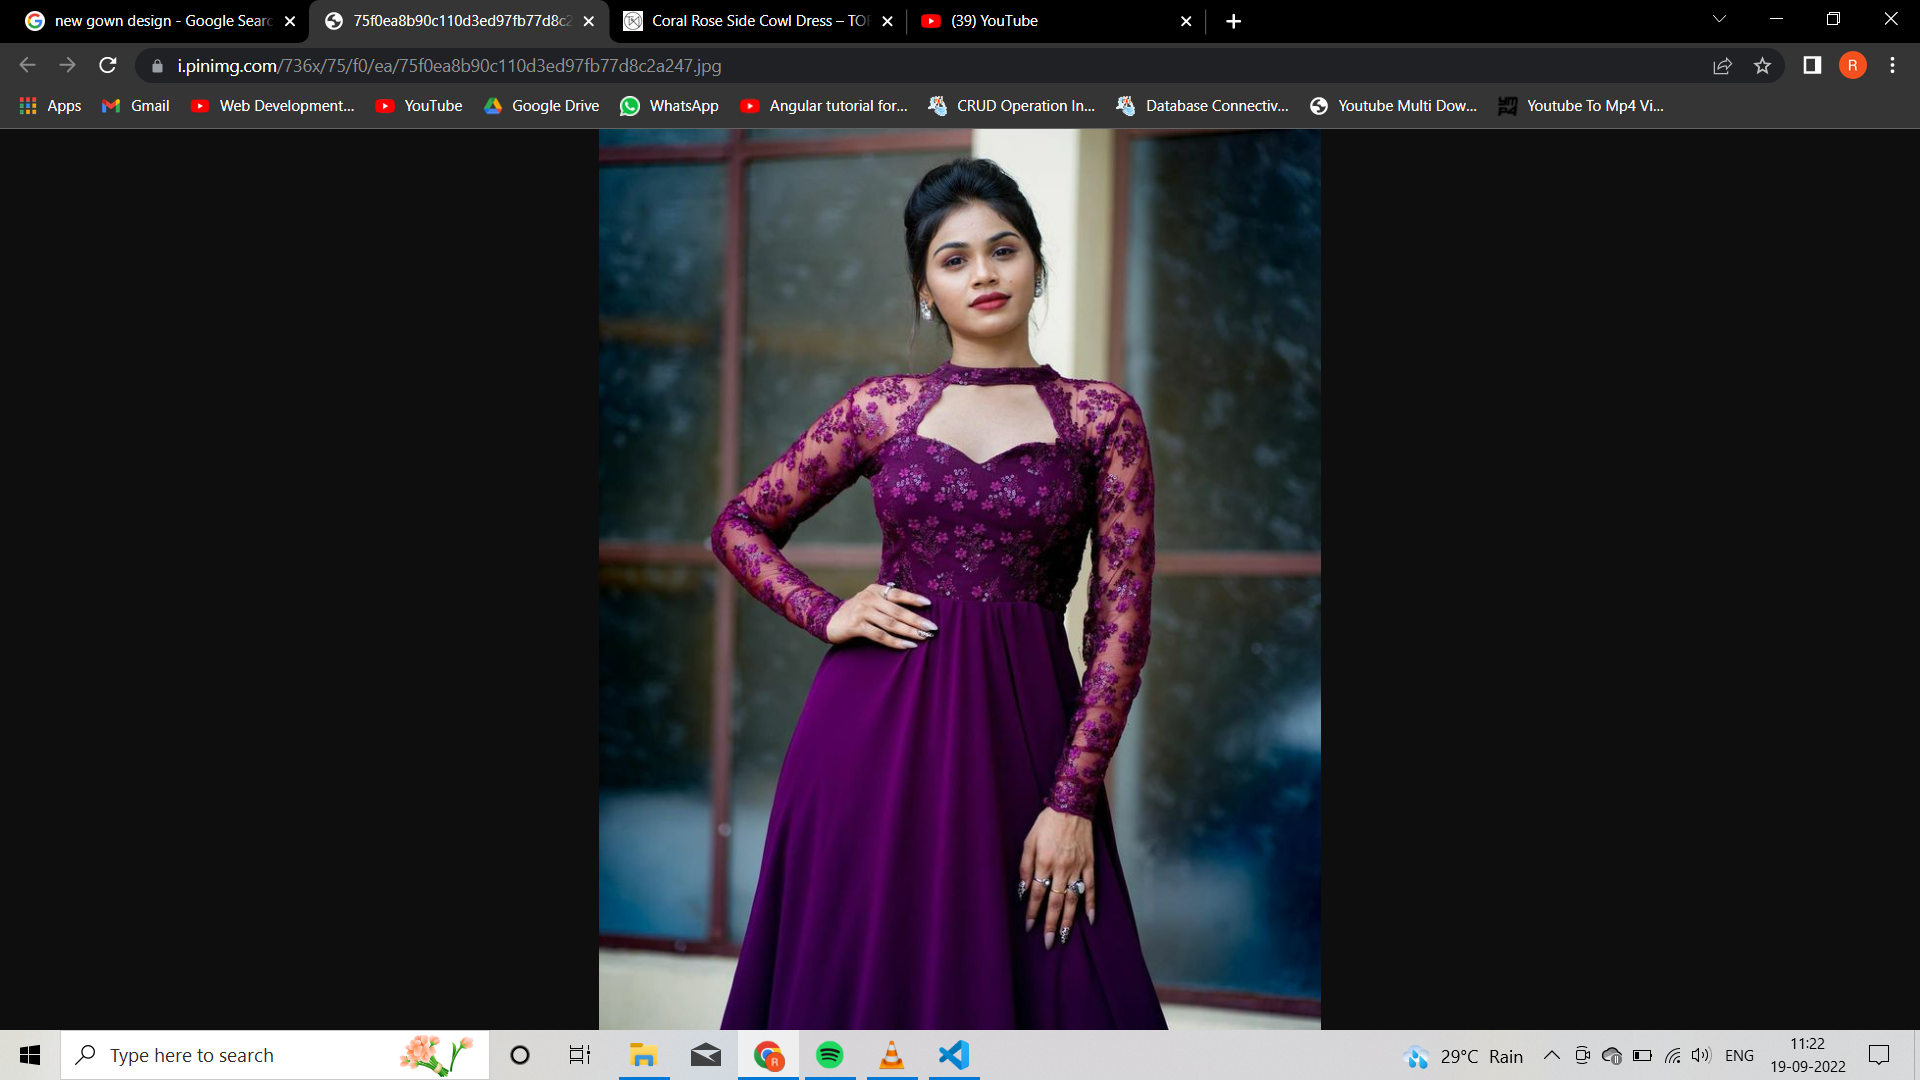 new gown design - Google Searc
75f0ea8b90c110d3ed97fb77d8c2
Coral Rose Side Cowl Dress – TOP
(39) YouTube
i.pinimg.com/736x/75/f0/ea/75f0ea8b90c110d3ed97fb77d8c2a247.jpg
R
Apps
Gmail
Web Development...
YouTube
Google Drive
WhatsApp
Angular tutorial for...
CRUD Operation In...
Database Connectiv...
Youtube Multi Dow...
Youtube To Mp4 Vi...
Type here to search
R
29°C Rain
ENG
11:22
19-09-2022